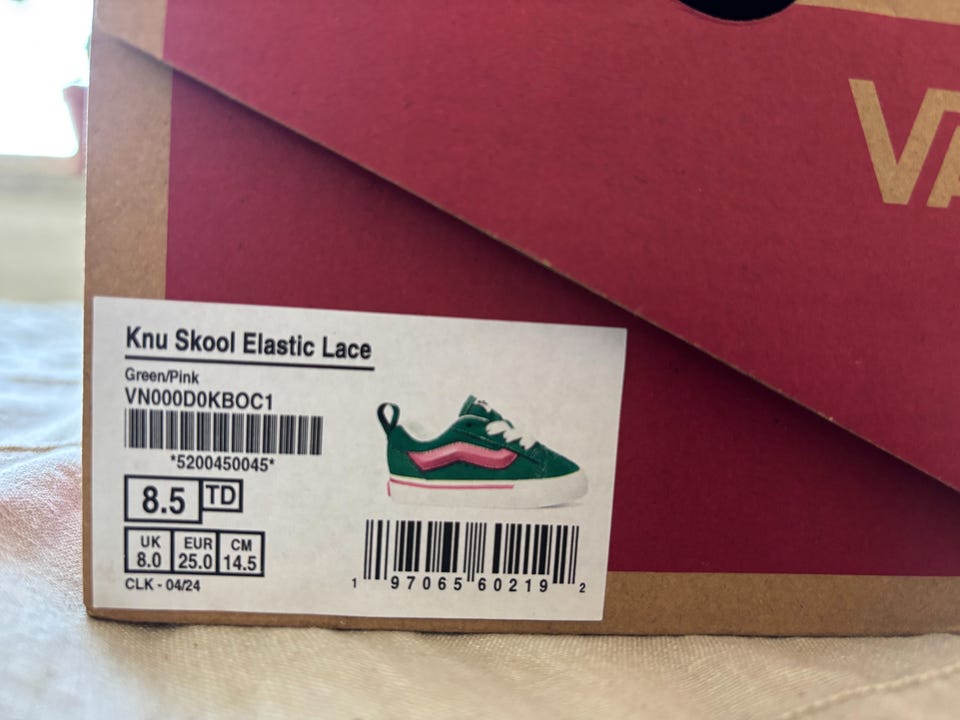 VA
Knu Skool Elastic Lace
Green/Pink
VN000D0KBOC1
*5200450045*
8.5 TD
UK EUR CM
8.0 25.0 14.5
CLK - 04/24
1 97065 60219 2